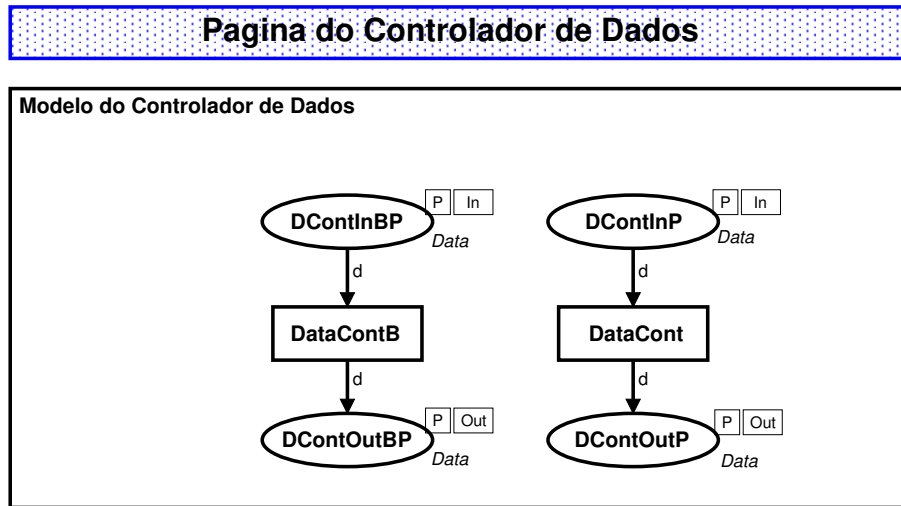 Pagina do Controlador de Dados
Modelo do Controlador de Dados
P In P In
DContInBP DContInP
Data Data
d d
DataContB DataCont
d d
P Out P Out
DContOutBP DContOutP
Data Data